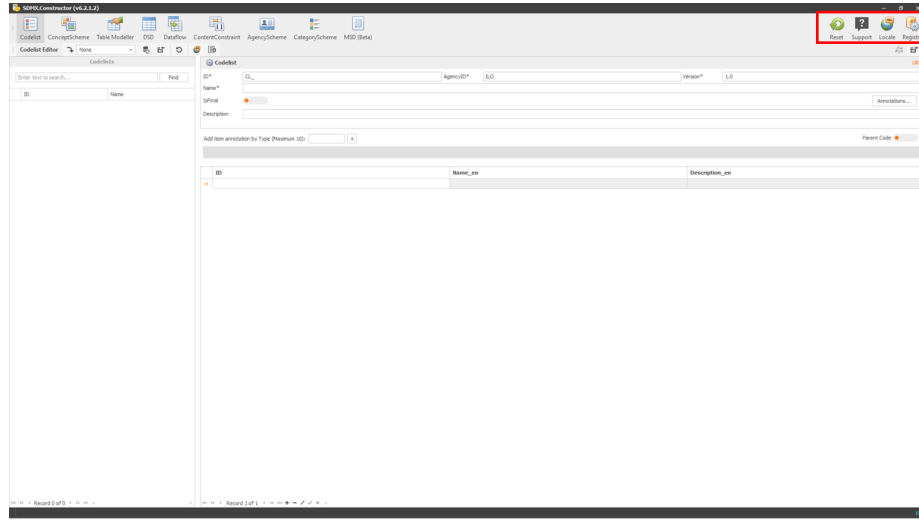 SDMX.Constructor (v6.2.1.2)
Codelist ConceptScheme Table Modeller DSD Dataflow ContentConstraint AgencyScheme CategoryScheme MSD (Beta) Reset Support Locale Registr
Codelist Editor None
Codelists
Enter text to search... Find
ID Name
Codelist
ID* CL_ AgencyID* ILO Version* 1.0
Name*
IsFinal Annotations...
Description
Add item annotation by Type (Maximum 10): Parent Code
ID Name_en Description_en
Record 0 of 0
Record 1 of 1